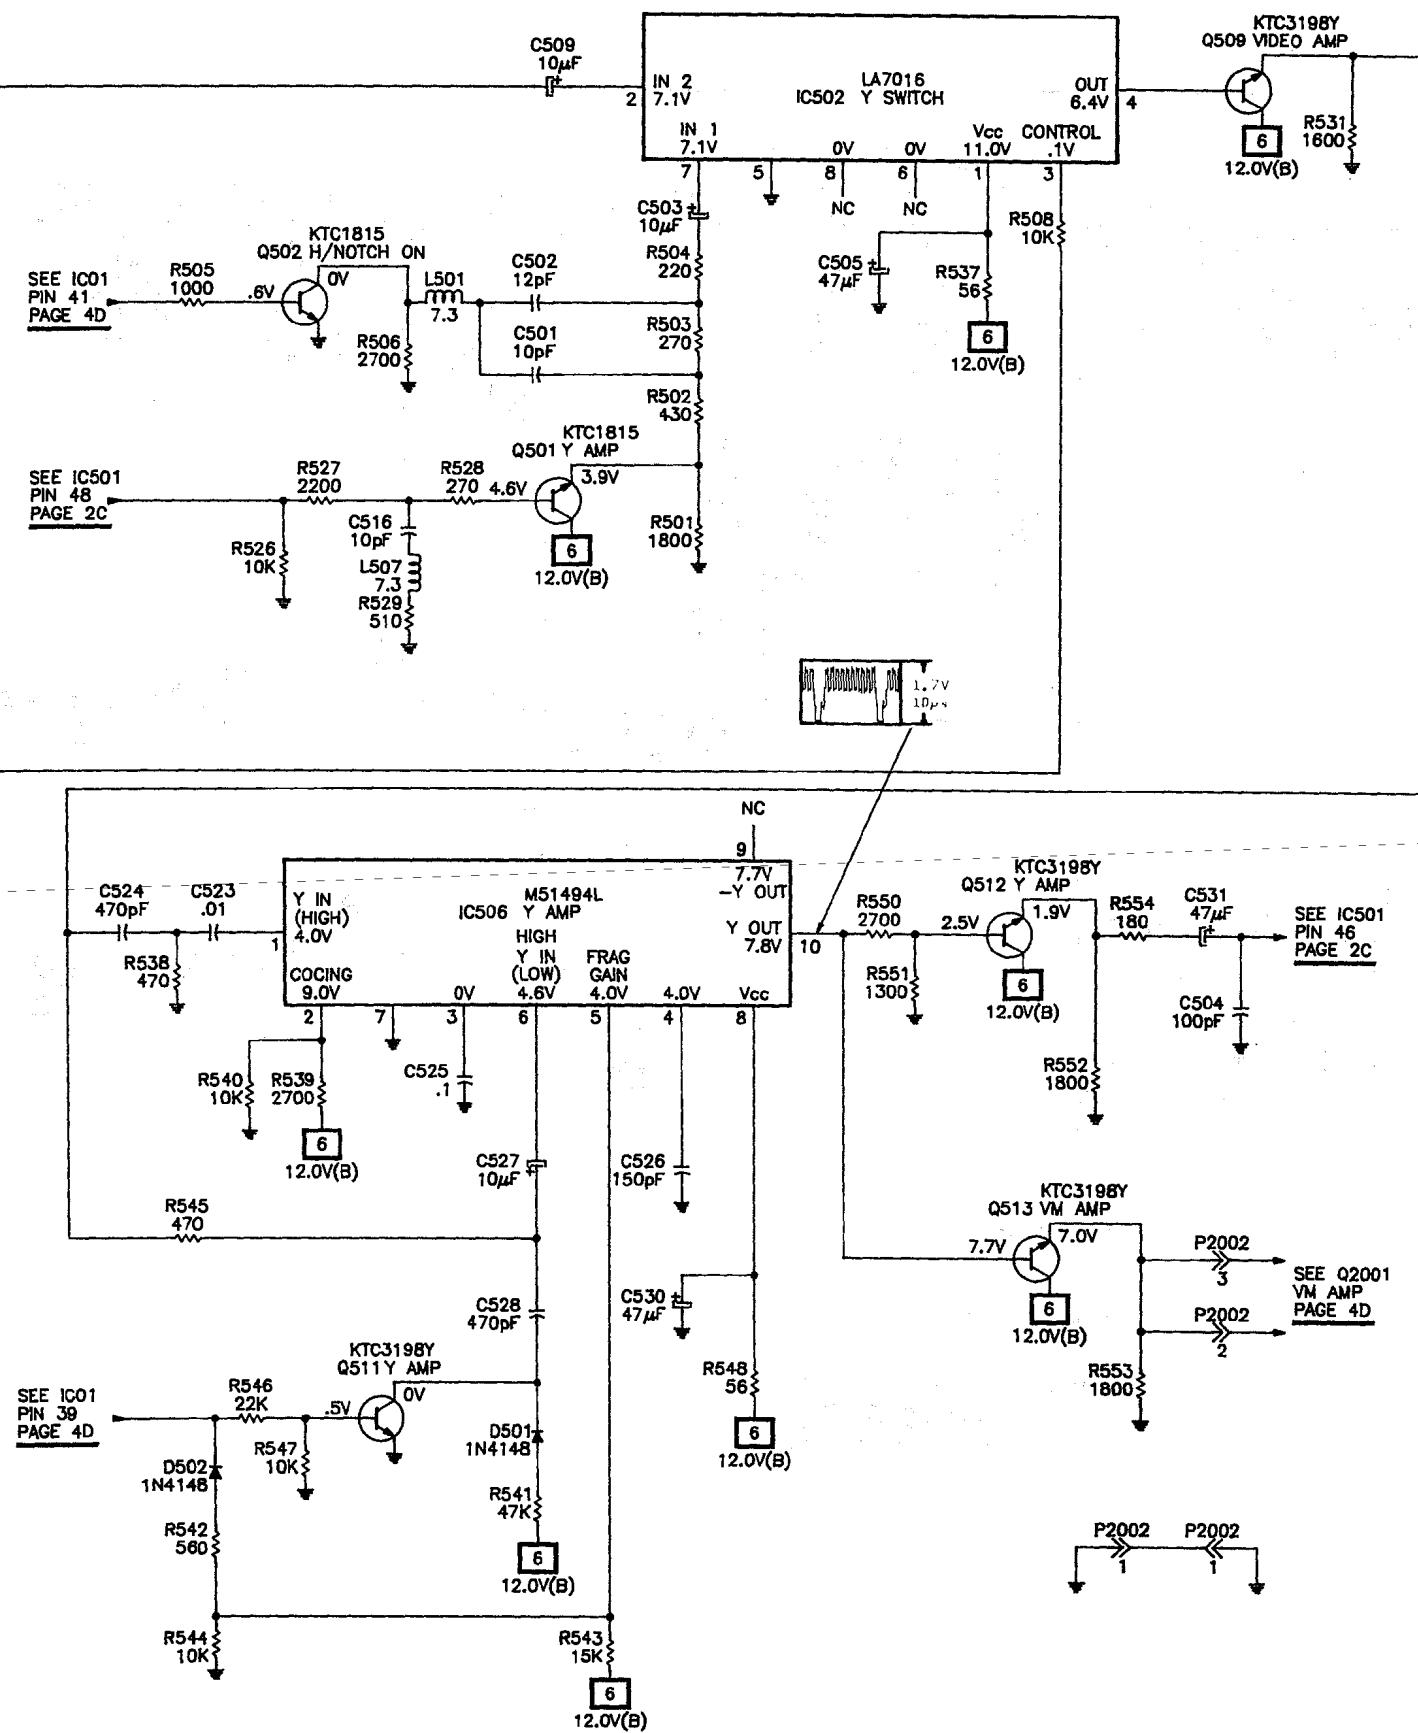 C509
10µF
KTC3198Y
Q509 VIDEO AMP
IN 2
7.1V
2
LA7016
IC502 Y SWITCH
OUT
6.4V
4
IN 1
7.1V
0V
0V
Vcc
11.0V
CONTROL
.1V
7
5
8
6
1
3
NC
NC
6
12.0V(B)
R531
1600
C503
10µF
R508
10K
KTC1815
Q502 H/NOTCH ON
0V
SEE IC01
PIN 41
PAGE 4D
R505
1000
.6V
L501
7.3
C502
12pF
R504
220
C505
47µF
R537
56
6
12.0V(B)
R506
2700
C501
10pF
R503
270
R502
430
KTC1815
Q501 Y AMP
3.9V
SEE IC501
PIN 48
PAGE 2C
R527
2200
R528
270
4.6V
C516
10pF
R526
10K
L507
7.3
R529
510
6
12.0V(B)
R501
1800
1.7V
10µs
NC
9
7.7V
-Y OUT
M51494L
IC506 Y AMP
Y IN
(HIGH)
4.0V
1
HIGH
Y IN
(LOW)
4.6V
FRAG
GAIN
4.0V
4.0V
Vcc
Y OUT
7.8V
10
COCING
9.0V
0V
2
7
3
6
5
4
8
C524
470pF
C523
.01
R538
470
R550
2700
R551
1300
2.5V
KTC3198Y
Q512 Y AMP
1.9V
6
12.0V(B)
R554
180
C531
47µF
SEE IC501
PIN 46
PAGE 2C
C504
100pF
R552
1800
R540
10K
R539
2700
6
12.0V(B)
C525
.1
C527
10µF
C526
150pF
R545
470
KTC3198Y
Q513 VM AMP
7.7V
7.0V
6
12.0V(B)
P2002
3
P2002
2
SEE Q2001
VM AMP
PAGE 4D
R553
1800
C528
470pF
C530
47µF
R548
56
6
12.0V(B)
KTC3198Y
Q511 Y AMP
0V
SEE IC01
PIN 39
PAGE 4D
R546
22K
.5V
R547
10K
D502
1N4148
D501
1N4148
R541
47K
6
12.0V(B)
R542
560
R544
10K
R543
15K
6
12.0V(B)
P2002
1
P2002
1